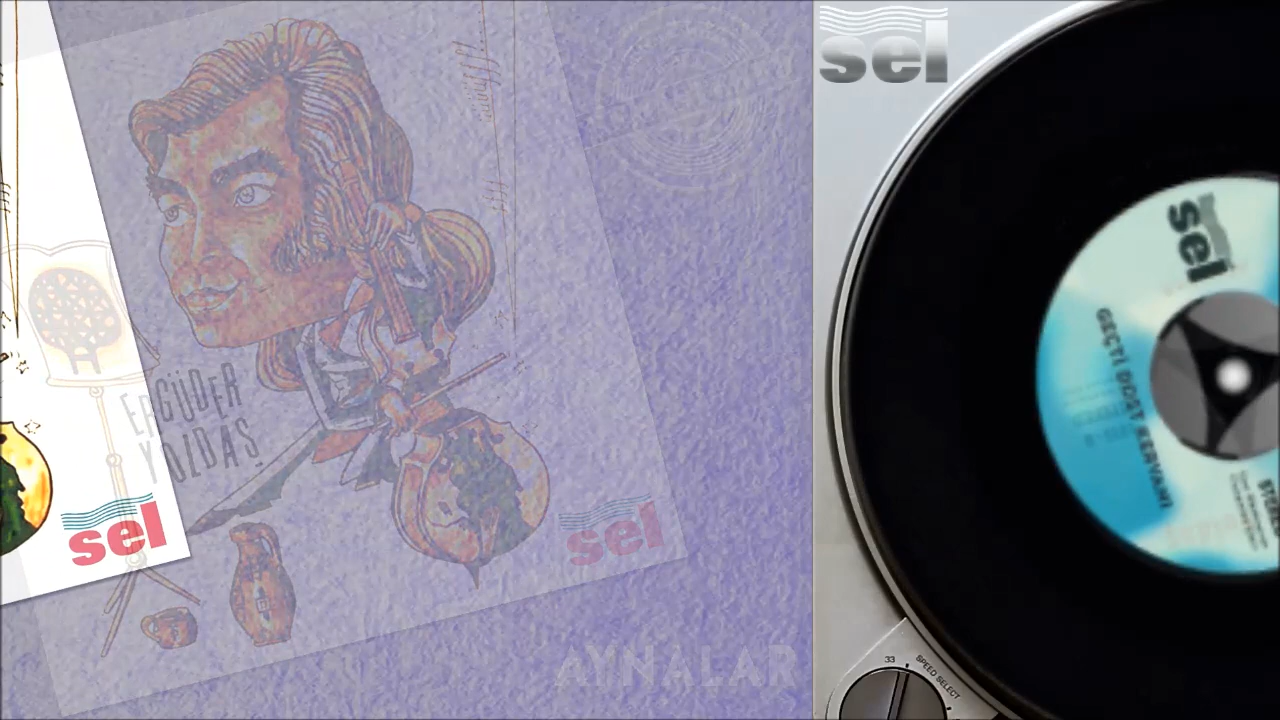 sel
sel
GEÇTİ DOST KERVANI
ERGÜDER
YOLDAŞ
sel
sel
AYNALAR
33
SPEED SELECT